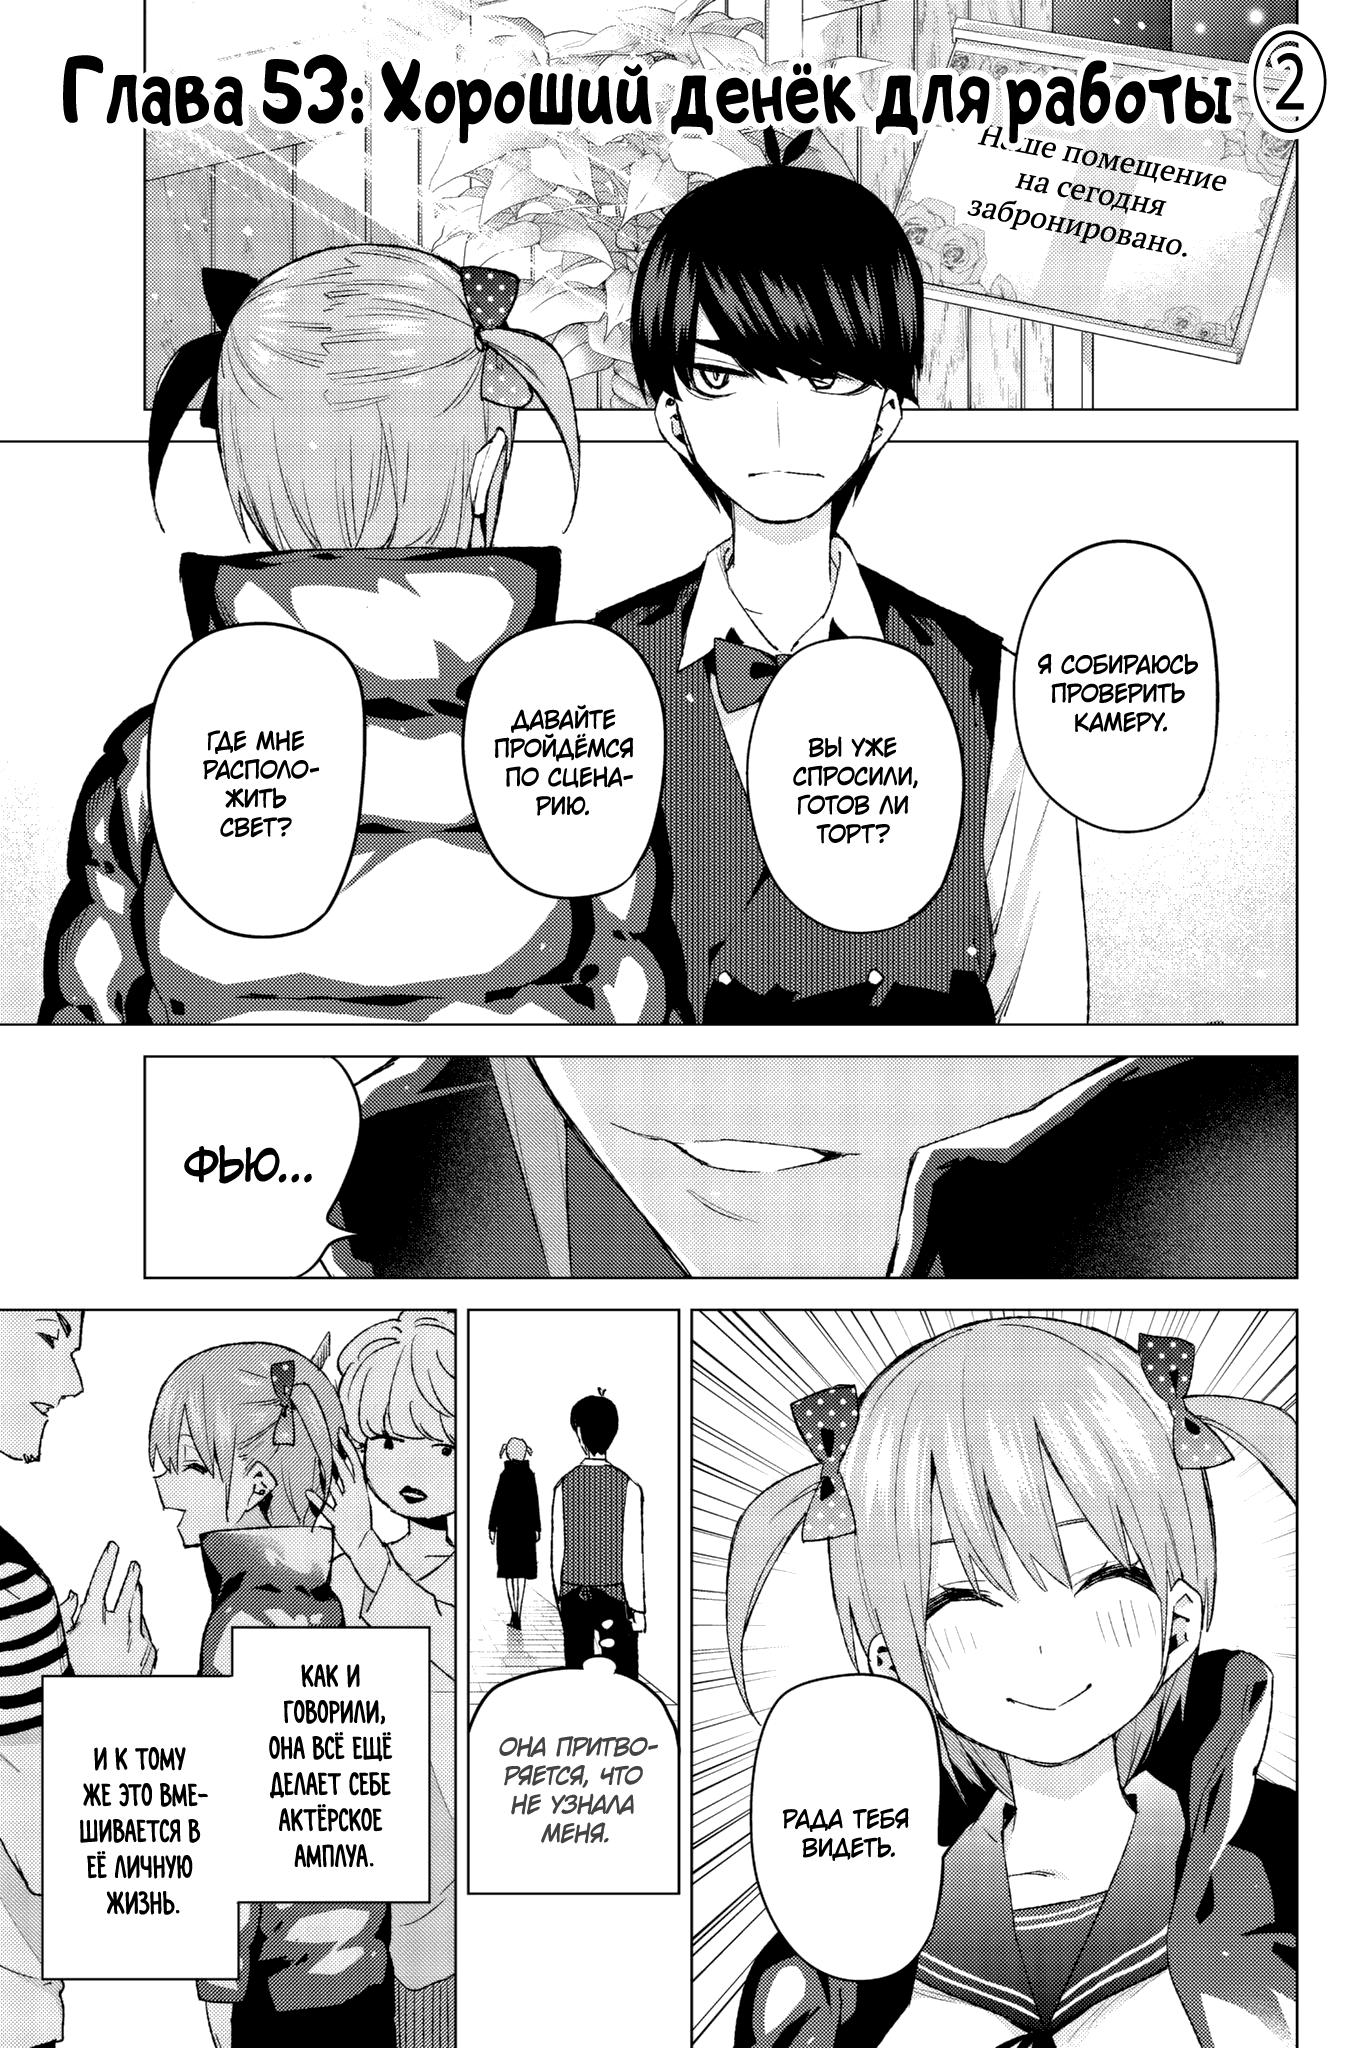 Глава 53: Хороший денёк для работы ②
Наше помещение
на сегодня
забронировано.
Я СОБИРАЮСЬ
ПРОВЕРИТЬ
КАМЕРУ.
ВЫ УЖЕ
СПРОСИЛИ,
ГОТОВ ЛИ
ТОРТ?
ДАВАЙТЕ
ПРОЙДЁМСЯ
ПО СЦЕНА-
РИЮ.
ГДЕ МНЕ
РАСПОЛО-
ЖИТЬ
СВЕТ?
ФЬЮ...
РАДА ТЕБЯ
ВИДЕТЬ.
ОНА ПРИТВО-
РЯЕТСЯ, ЧТО
НЕ УЗНАЛА
МЕНЯ.
КАК И
ГОВОРИЛИ,
ОНА ВСЁ ЕЩЁ
ДЕЛАЕТ СЕБЕ
АКТЁРСКОЕ
АМПЛУА.
И К ТОМУ
ЖЕ ЭТО ВМЕ-
ШИВАЕТСЯ В
ЕЁ ЛИЧНУЮ
ЖИЗНЬ.